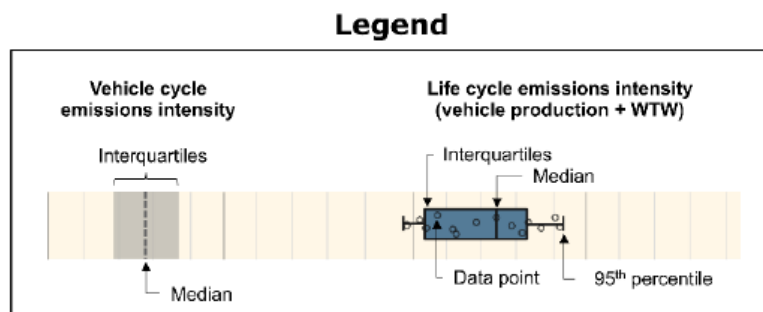 Legend
Vehicle cycle
emissions intensity
Life cycle emissions intensity
(vehicle production + WTW)
Interquartiles
Interquartiles
Median
Data point
95th percentile
Median